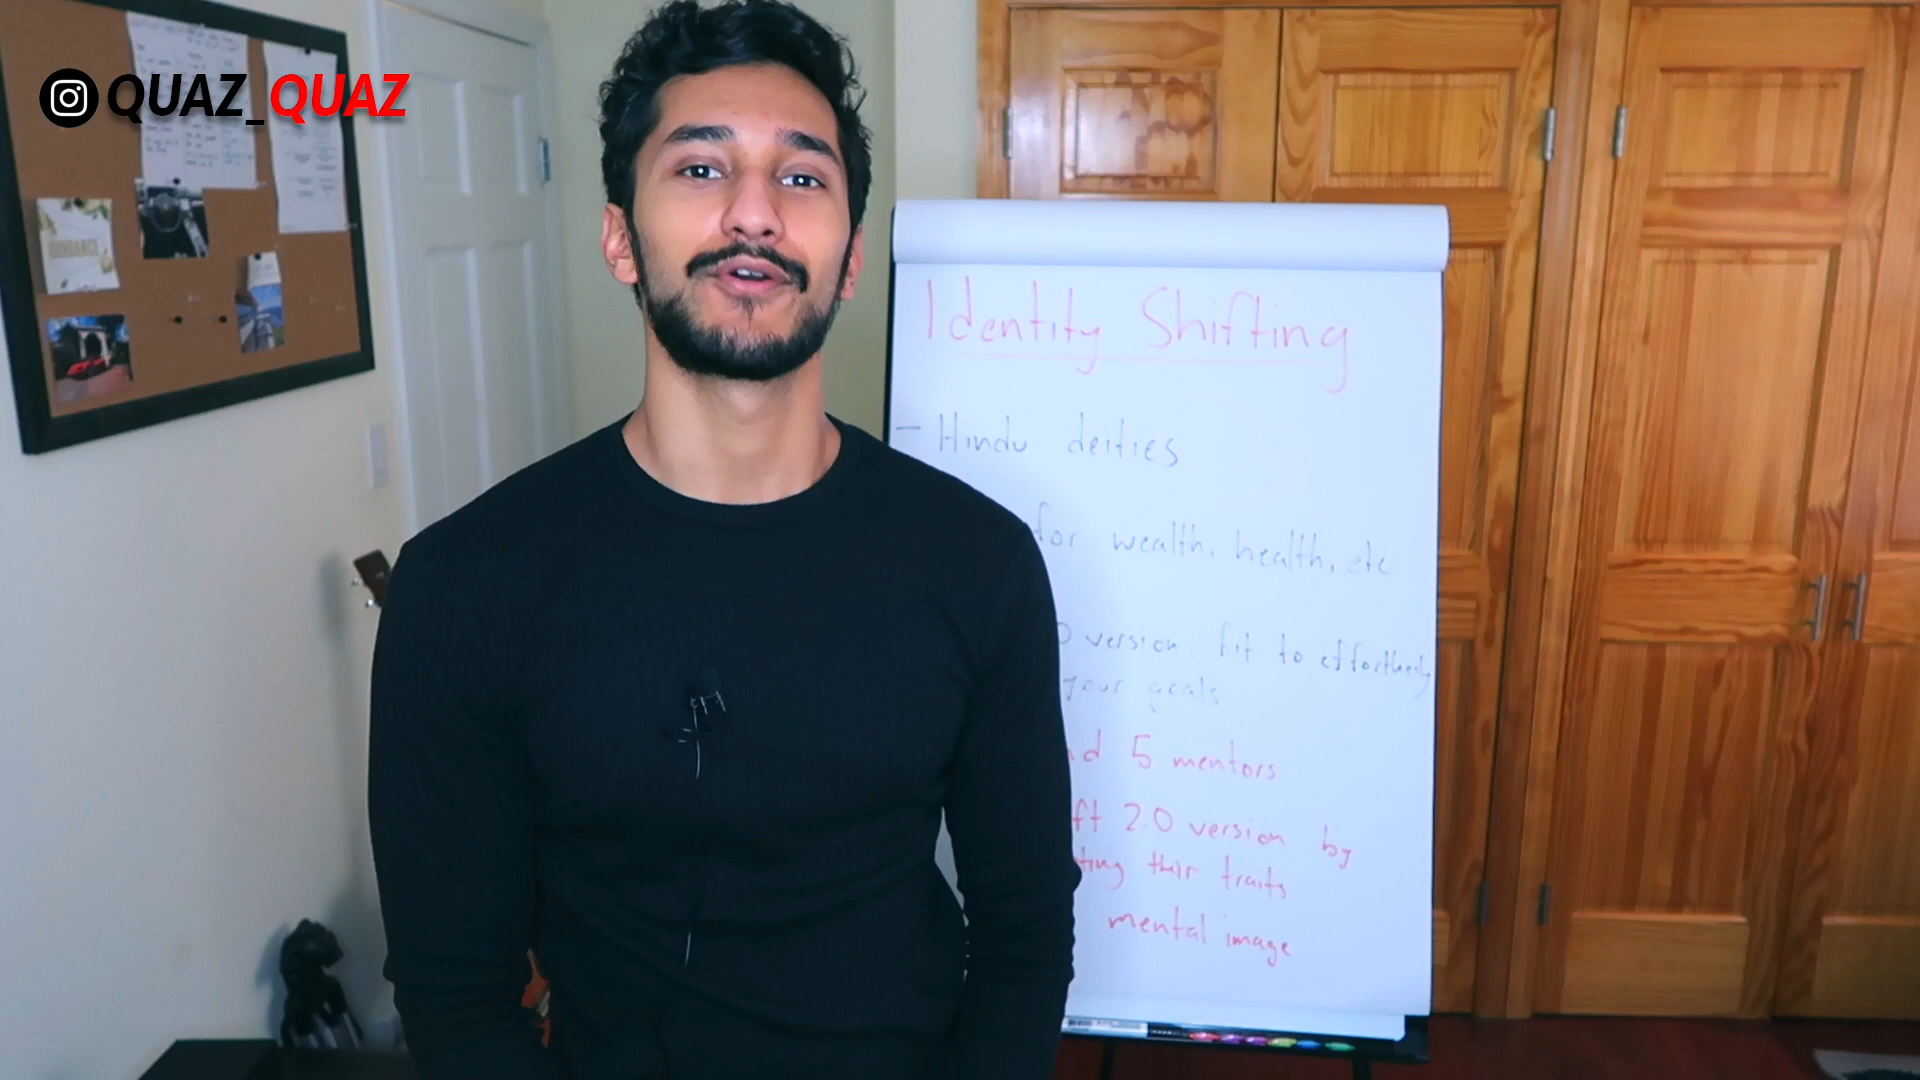 QUAZ_QUAZ
Identity Shifting
- Hindu deities
for wealth, health, etc
version. fit to effortlessly
your goals
5 mentors
2.0 version by
their traits
mental image